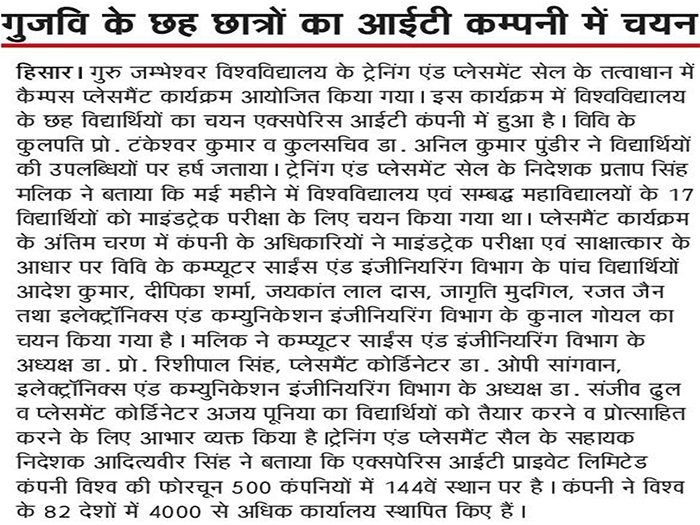 गुजवि के छह छात्रों का आईटी कम्पनी में चयन
हिसार। गुरु जम्भेश्वर विश्वविद्यालय के ट्रेनिंग एंड प्लेसमेंट सेल के तत्वाधान में
कैम्पस प्लेसमैंट कार्यक्रम आयोजित किया गया। इस कार्यक्रम में विश्वविद्यालय
के छह विद्यार्थियों का चयन एक्सपेरिस आईटी कंपनी में हुआ है। विवि के
कुलपति प्रो. टंकेश्वर कुमार व कुलसचिव डा. अनिल कुमार पुंडीर ने विद्यार्थियों
की उपलब्धियों पर हर्ष जताया। ट्रेनिंग एंड प्लेसमेंट सेल के निदेशक प्रताप सिंह
मलिक ने बताया कि मई महीने में विश्वविद्यालय एवं सम्बद्ध महाविद्यालयों के 17
विद्यार्थियों को माइंडट्रेक परीक्षा के लिए चयन किया गया था। प्लेसमैंट कार्यक्रम
के अंतिम चरण में कंपनी के अधिकारियों ने माइंडट्रेक परीक्षा एवं साक्षात्कार के
आधार पर विवि के कम्प्यूटर साईंस एंड इंजीनियरिंग विभाग के पांच विद्यार्थियों
आदेश कुमार, दीपिका शर्मा, जयकांत लाल दास, जागृति मुदगिल, रजत जैन
तथा इलेक्ट्रॉनिक्स एंड कम्युनिकेशन इंजीनियरिंग विभाग के कुनाल गोयल का
चयन किया गया है। मलिक ने कम्प्यूटर साईंस एंड इंजीनियरिंग विभाग के
अध्यक्ष डा. प्रो. रिशीपाल सिंह, प्लेसमैंट कोर्डिनेटर डा. ओपी सांगवान,
इलेक्ट्रॉनिक्स एंड कम्युनिकेशन इंजीनियरिंग विभाग के अध्यक्ष डा. संजीव ढुल
व प्लेसमेंट कोर्डिनेटर अजय पूनिया का विद्यार्थियों को तैयार करने व प्रोत्साहित
करने के लिए आभार व्यक्त किया है।ट्रेनिंग एंड प्लेसमैंट सैल के सहायक
निदेशक आदित्यवीर सिंह ने बताया कि एक्सपेरिस आईटी प्राइवेट लिमिटेड
कंपनी विश्व की फोरचून 500 कंपनियों में 144वें स्थान पर है। कंपनी ने विश्व
के 82 देशों में 4000 से अधिक कार्यालय स्थापित किए हैं।